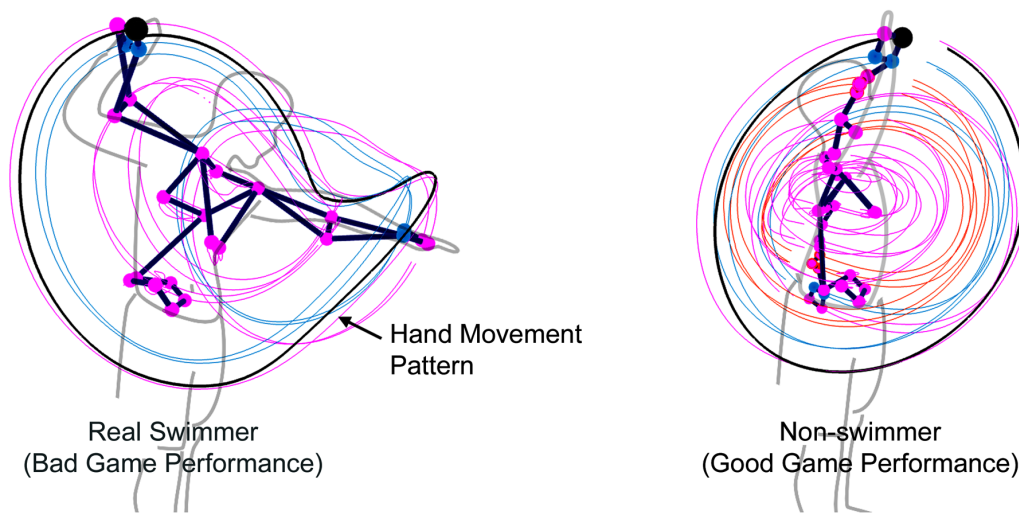 Hand Movement
Pattern
Real Swimmer
(Bad Game Performance)
Non-swimmer
(Good Game Performance)